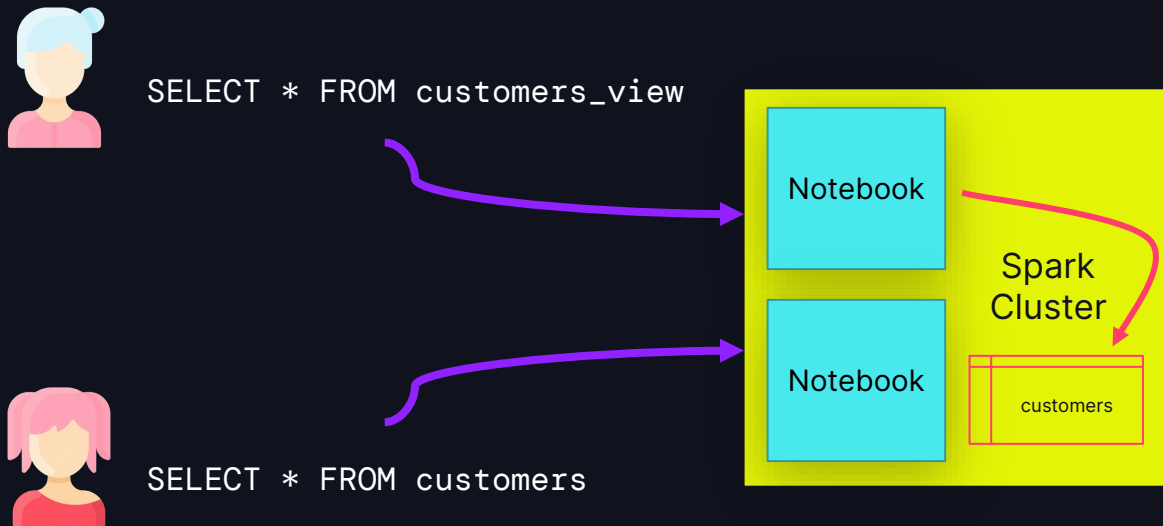 SELECT * FROM customers_view
Notebook
Spark
Cluster
Notebook
customers
SELECT * FROM customers